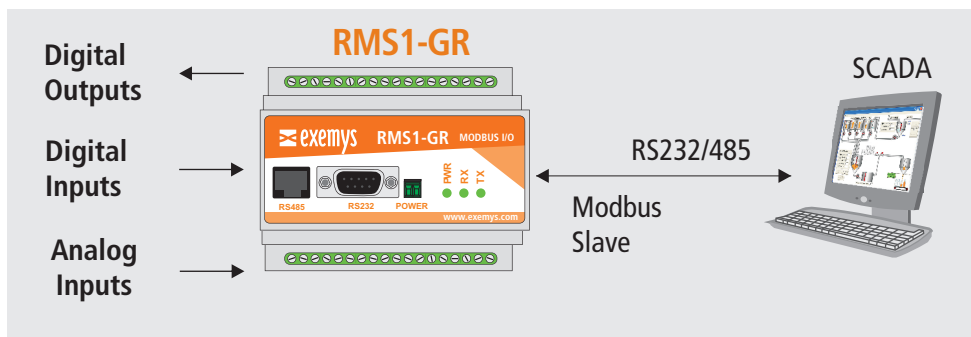 RMS1-GR
Digital
Outputs
Digital
Inputs
Analog
Inputs
exemys
RMS1-GR
MODBUS I/O
RS485
RS232
POWER
PWR
RX
TX
www.exemys.com
RS232/485
Modbus
Slave
SCADA